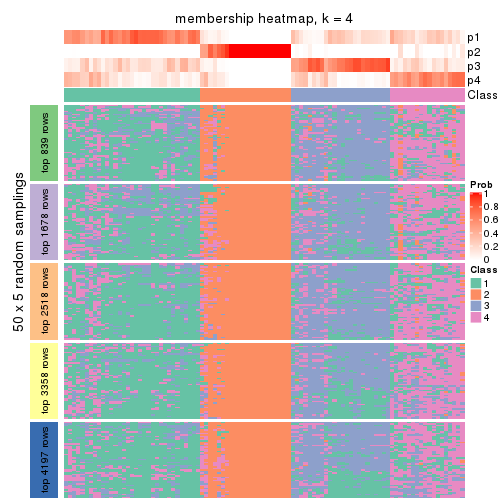 membership heatmap, k = 4
p1
p2
p3
p4
Class
50 x 5 random samplings
top 839 rows
top 1678 rows
top 2518 rows
top 3358 rows
top 4197 rows
Prob
1
0.8
0.6
0.4
0.2
0
Class
1
2
3
4